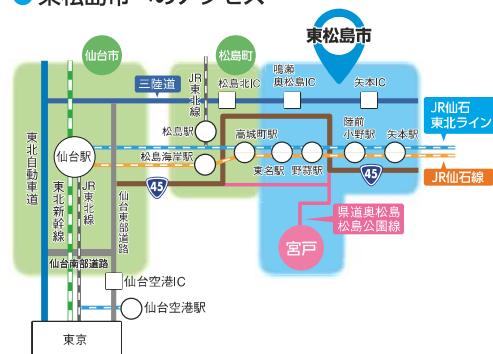 東松島市へのアクセス
東松島市
仙台市
松島町
三陸道
JR東北線
松島北IC
鳴瀬
奥松島IC
矢本IC
JR仙石
東北ライン
松島駅
高城町駅
陸前
小野駅
矢本駅
仙台駅
松島海岸駅
東名駅
野蒜駅
JR仙石線
45
45
東北自動車道
東北新幹線
JR東北線
仙台東部道路
県道奥松島
松島公園線
宮戸
仙台南部道路
仙台空港IC
仙台空港駅
東京